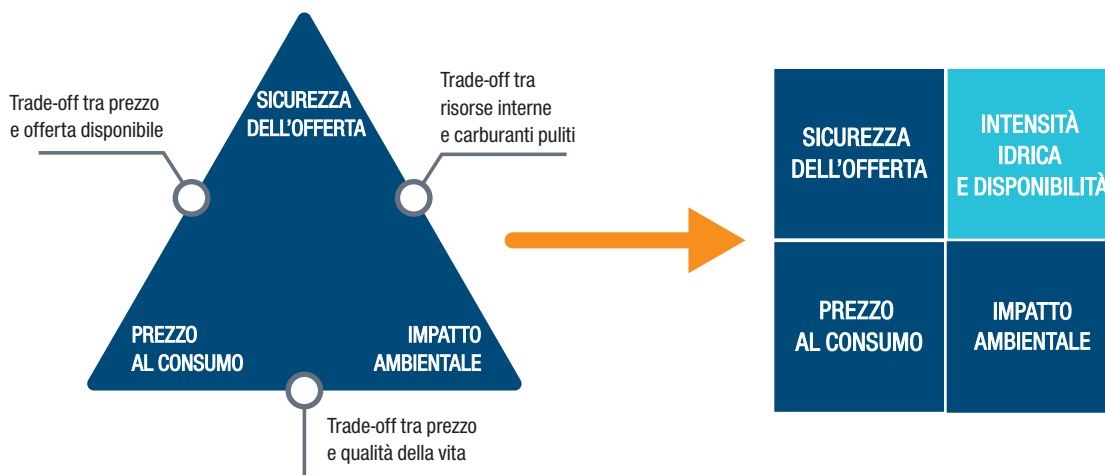 Trade-off tra prezzo
e offerta disponibile
SICUREZZA
DELL'OFFERTA
Trade-off tra
risorse interne
e carburanti puliti
PREZZO
AL CONSUMO
IMPATTO
AMBIENTALE
Trade-off tra prezzo
e qualità della vita
SICUREZZA
DELL'OFFERTA
INTENSITÀ
IDRICA
E DISPONIBILITÀ
PREZZO
AL CONSUMO
IMPATTO
AMBIENTALE